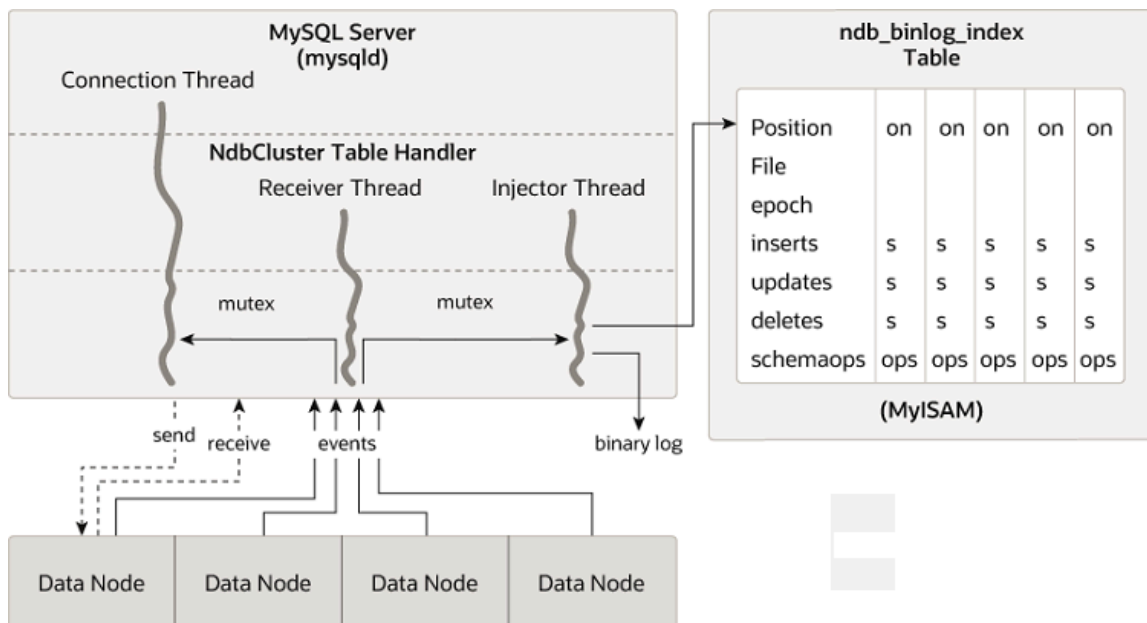 MySQL Server
(mysqld)
Connection Thread
NdbCluster Table Handler
Receiver Thread
Injector Thread
mutex
mutex
send
receive
events
binary log
Data Node
Data Node
Data Node
Data Node
ndb_binlog_index
Table
Position on on on on on
File
epoch
inserts s s s s s
updates s s s s s
deletes s s s s s
schemaops ops ops ops ops ops
(MyISAM)